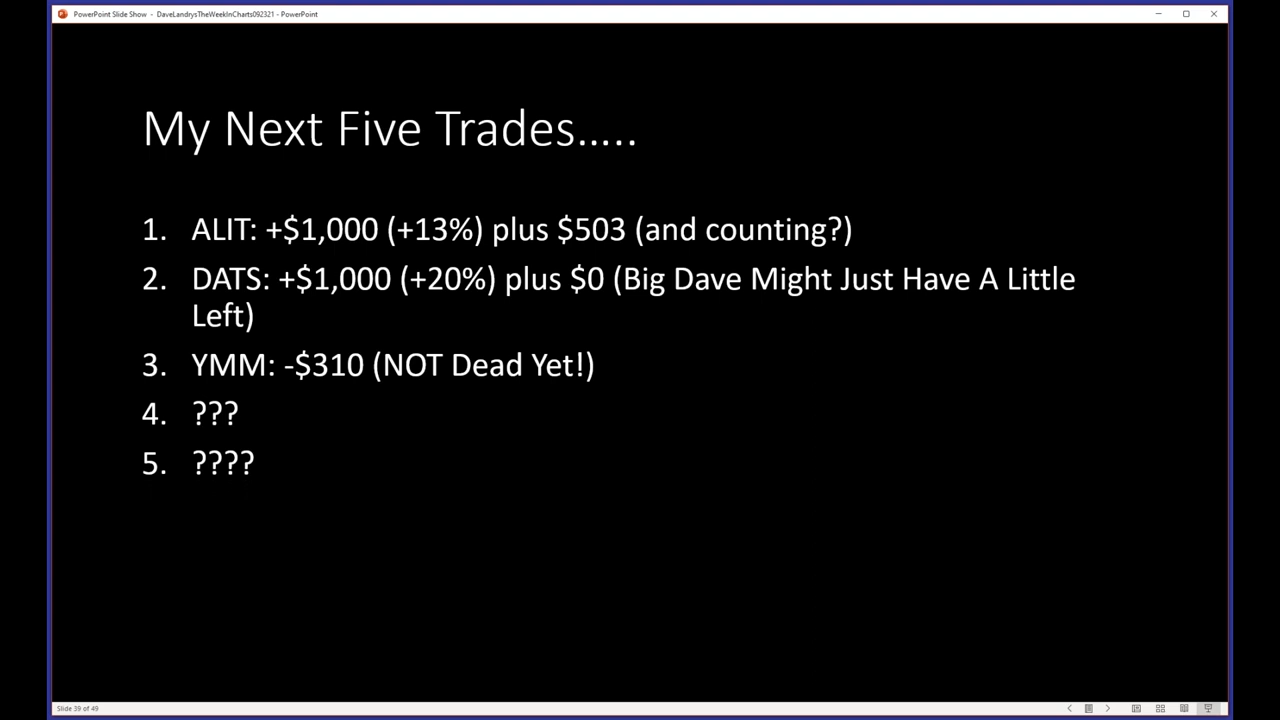 PowerPoint Slide Show - DaveLandrysTheWeekInCharts092321 - PowerPoint
My Next Five Trades.....
1. ALIT: +$1,000 (+13%) plus $503 (and counting?)
2. DATS: +$1,000 (+20%) plus $0 (Big Dave Might Just Have A Little
Left)
3. YMM: -$310 (NOT Dead Yet!)
4. ???
5. ????
Slide 39 of 49